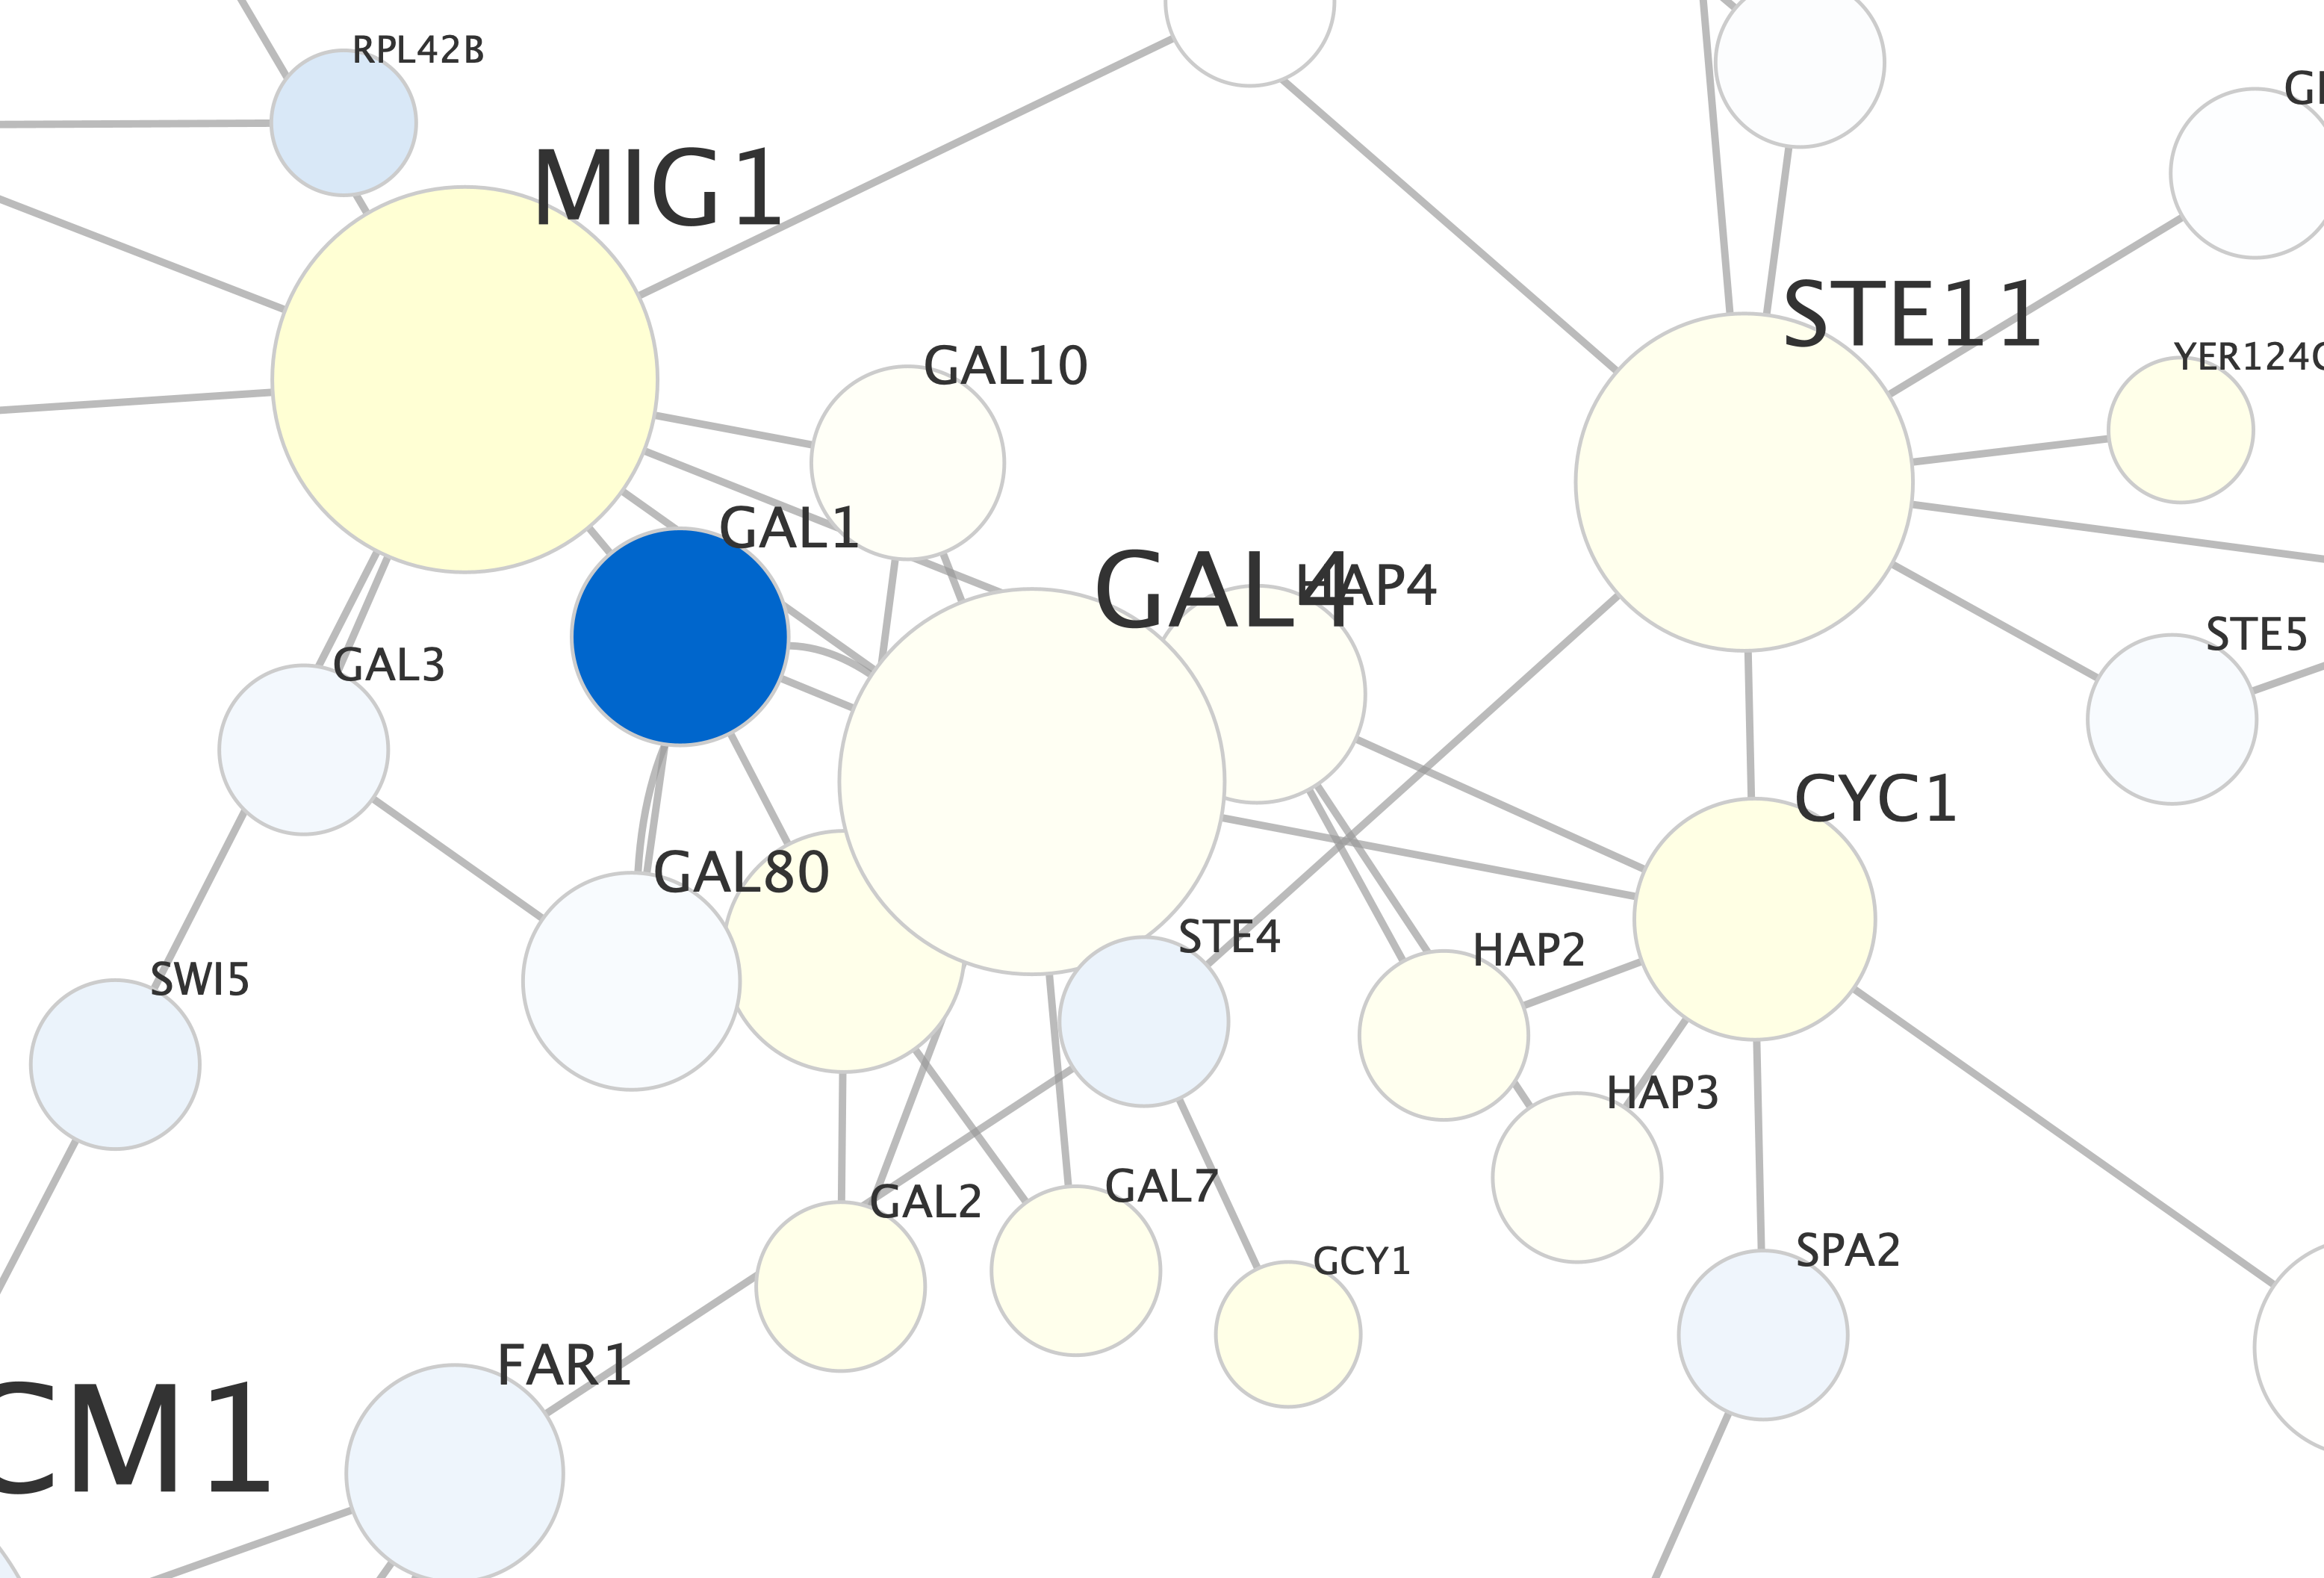 RPL42B
MIG1
STE11
GAL10
GAL1
GAL4
HAP4
STE5
GAL3
CYC1
GAL80
STE4
HAP2
SWI5
HAP3
GAL2
GAL7
SPA2
GCY1
FAR1
CM1
YER124C